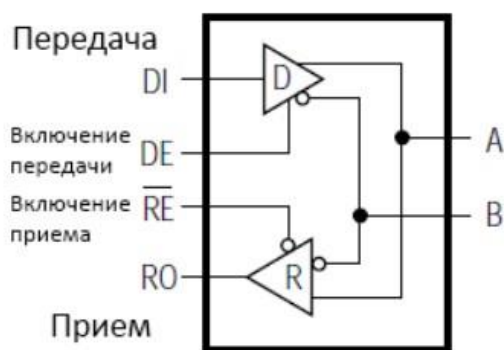 Передача
DI
D
Включение
передачи
DE
A
Включение
приема
RE
B
RO
R
Прием